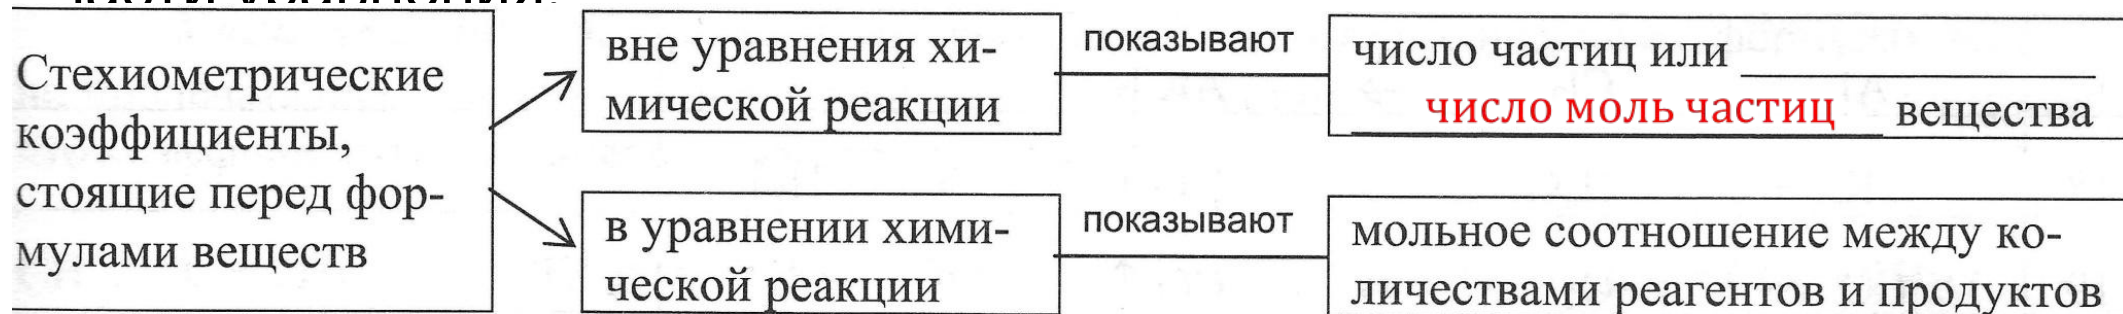 Стехиометрические
коэффициенты,
стоящие перед фор-
мулами веществ
вне уравнения хи-
мической реакции
показывают
число частиц или
число моль частиц вещества
в уравнении хими-
ческой реакции
показывают
мольное соотношение между ко-
личествами реагентов и продуктов